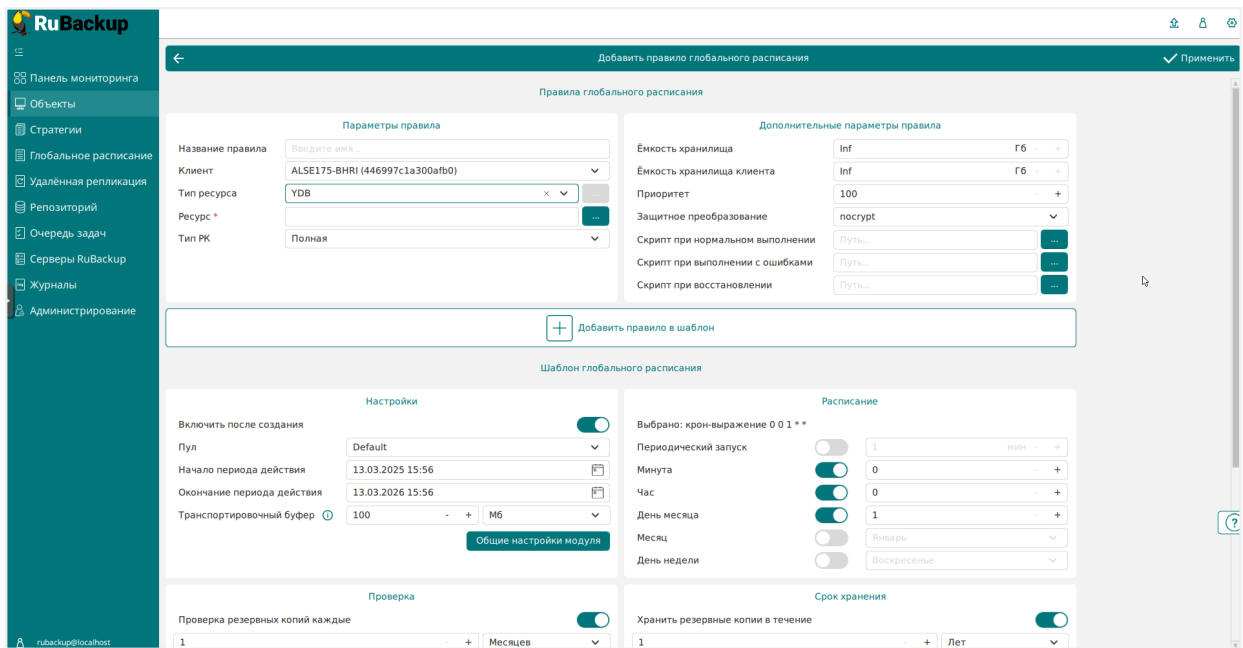 RuBackup
Добавить правило глобального расписания
Применить
Панель мониторинга
Объекты
Стратегии
Глобальное расписание
Удалённая репликация
Репозиторий
Очередь задач
Серверы RuBackup
Журналы
Администрирование
rubackup@localhost
Правила глобального расписания
Параметры правила
Название правила Введите имя ..
Клиент ALSE175-BHRI (446997c1a300afb0)
Тип ресурса YDB × ...
Ресурс * ...
Тип РК Полная
Дополнительные параметры правила
Ёмкость хранилища Inf Гб - +
Ёмкость хранилища клиента Inf Гб - +
Приоритет 100 - +
Защитное преобразование nocrypt
Скрипт при нормальном выполнении Путь... ...
Скрипт при выполнении с ошибками Путь... ...
Скрипт при восстановлении Путь... ...
+ Добавить правило в шаблон
Шаблон глобального расписания
Настройки
Включить после создания
Пул Default
Начало периода действия 13.03.2025 15:56
Окончание периода действия 13.03.2026 15:56
Транспортировочный буфер 100 - + Мб
Общие настройки модуля
Расписание
Выбрано: крон-выражение 0 0 1 * *
Периодический запуск 1 мин - +
Минута 0 - +
Час 0 - +
День месяца 1 - +
Месяц Январь
День недели Воскресенье
?
Проверка
Проверка резервных копий каждые
1 - + Месяцев
Срок хранения
Хранить резервные копии в течение
1 - + Лет